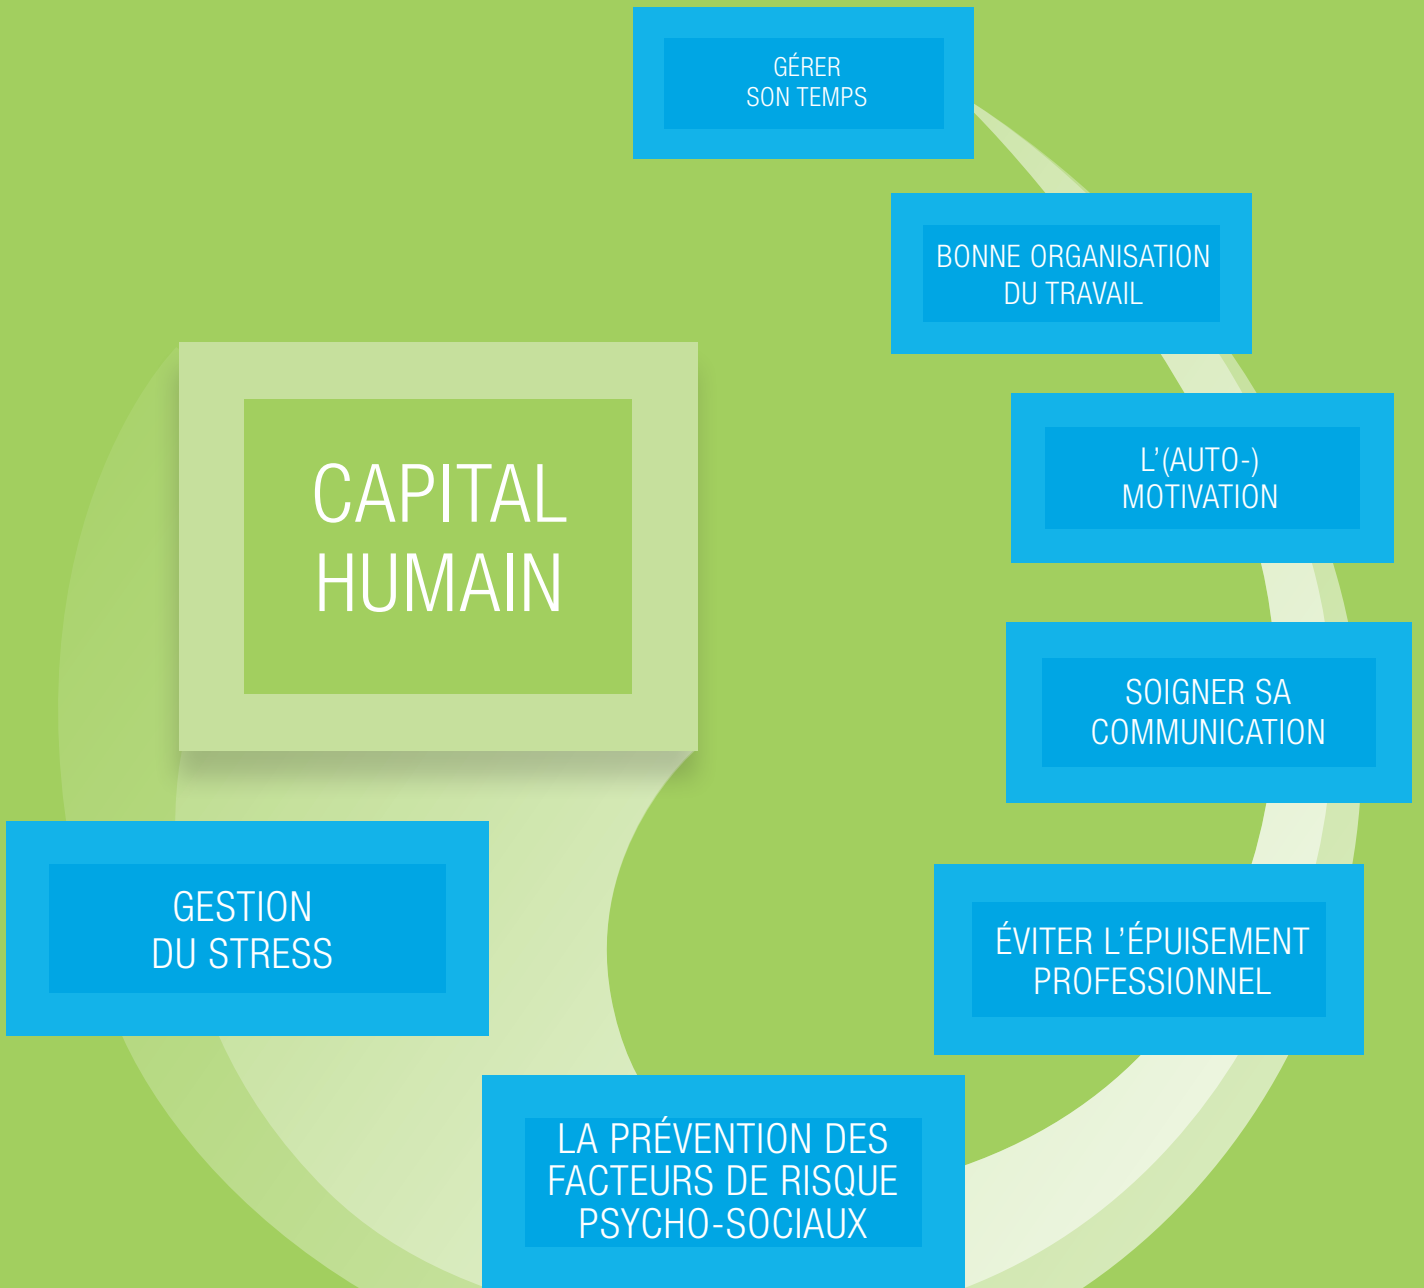 GÉRER
SON TEMPS
BONNE ORGANISATION
DU TRAVAIL
L’(AUTO-)
MOTIVATION
CAPITAL
HUMAIN
SOIGNER SA
COMMUNICATION
GESTION
DU STRESS
ÉVITER L’ÉPUISEMENT
PROFESSIONNEL
LA PRÉVENTION DES
FACTEURS DE RISQUE
PSYCHO-SOCIAUX